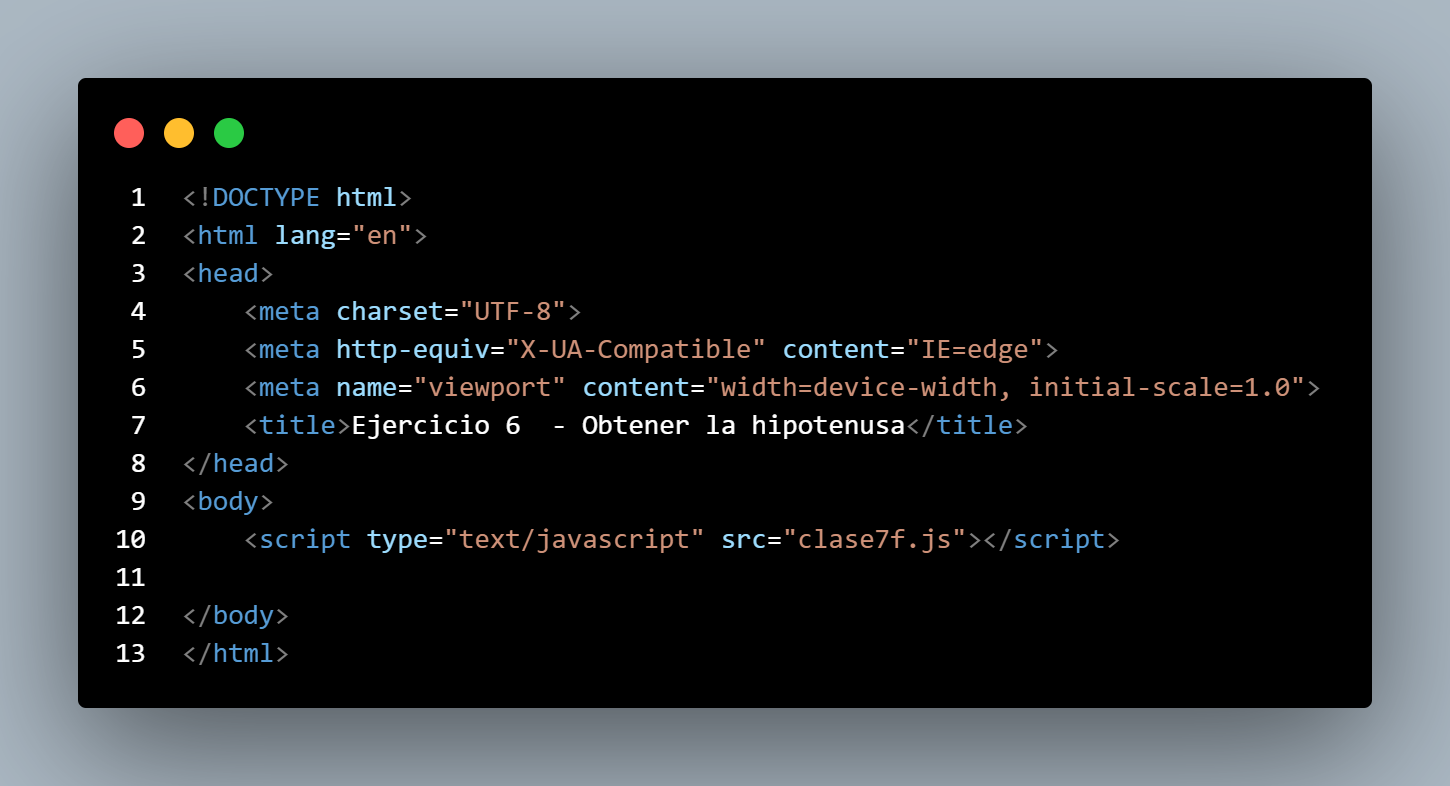 1 <!DOCTYPE html>
2 <html lang="en">
3 <head>
4     <meta charset="UTF-8">
5     <meta http-equiv="X-UA-Compatible" content="IE=edge">
6     <meta name="viewport" content="width=device-width, initial-scale=1.0">
7     <title>Ejercicio 6  - Obtener la hipotenusa</title>
8 </head>
9 <body>
10     <script type="text/javascript" src="clase7f.js"></script>
11
12 </body>
13 </html>